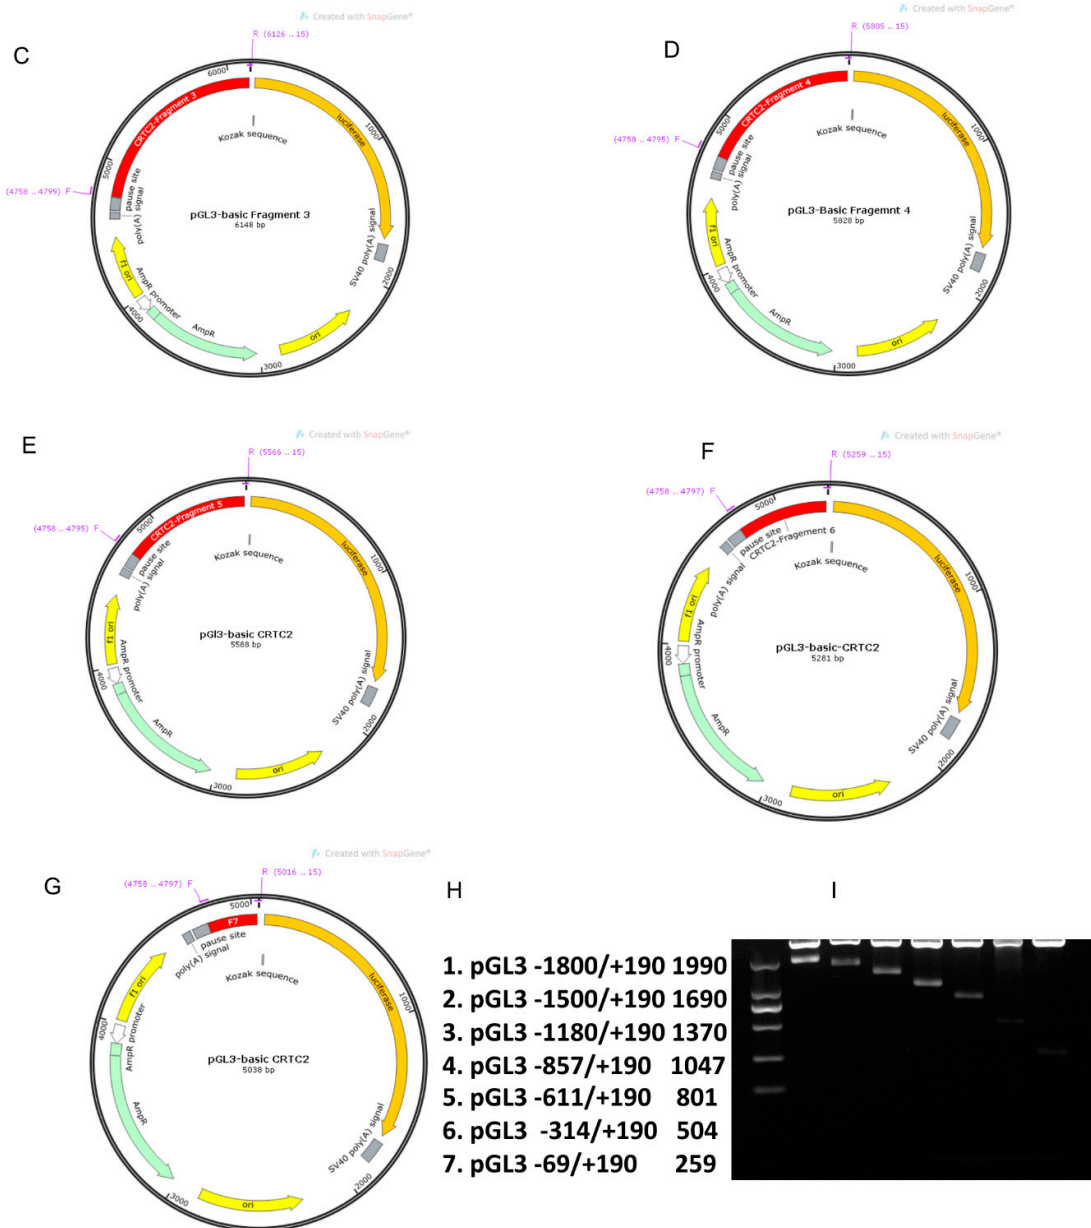 Created with SnapGene®
C
R (6126 .. 15)
6000
1000
2000
3000
4000
5000
(4758 .. 4799) F
CRTC2-Fragment 3
luciferase
Kozak sequence
pause site
poly(A) signal
pGL3-basic Fragment 3
6148 bp
SV40 poly(A) signal
f1 ori
AmpR promoter
AmpR
ori
Created with SnapGene®
D
R (5805 .. 15)
1000
2000
3000
4000
5000
(4758 .. 4795) F
CRTC2-Fragment 4
luciferase
Kozak sequence
pause site
poly(A) signal
pGL3-Basic Fragemnt 4
5828 bp
SV40 poly(A) signal
f1 ori
AmpR promoter
AmpR
ori
Created with SnapGene®
E
R (5566 .. 15)
1000
2000
3000
4000
5000
(4758 .. 4795) F
CRTC2-Fragment 5
luciferase
Kozak sequence
pause site
poly(A) signal
pGl3-basic CRTC2
5588 bp
SV40 poly(A) signal
f1 ori
AmpR promoter
AmpR
ori
Created with SnapGene®
F
R (5259 .. 15)
1000
2000
3000
4000
5000
(4758 .. 4797) F
CRTC2-Fragement 6
luciferase
Kozak sequence
pause site
poly(A) signal
pGL3-basic-CRTC2
5281 bp
SV40 poly(A) signal
f1 ori
AmpR promoter
AmpR
ori
Created with SnapGene®
G
R (5016 .. 15)
1000
2000
3000
4000
5000
(4758 .. 4797) F
F7
luciferase
Kozak sequence
pause site
poly(A) signal
pGL3-basic CRTC2
5038 bp
SV40 poly(A) signal
f1 ori
AmpR promoter
AmpR
ori
H
1. pGL3 -1800/+190 1990
2. pGL3 -1500/+190 1690
3. pGL3 -1180/+190 1370
4. pGL3 -857/+190 1047
5. pGL3 -611/+190 801
6. pGL3 -314/+190 504
7. pGL3 -69/+190 259
I